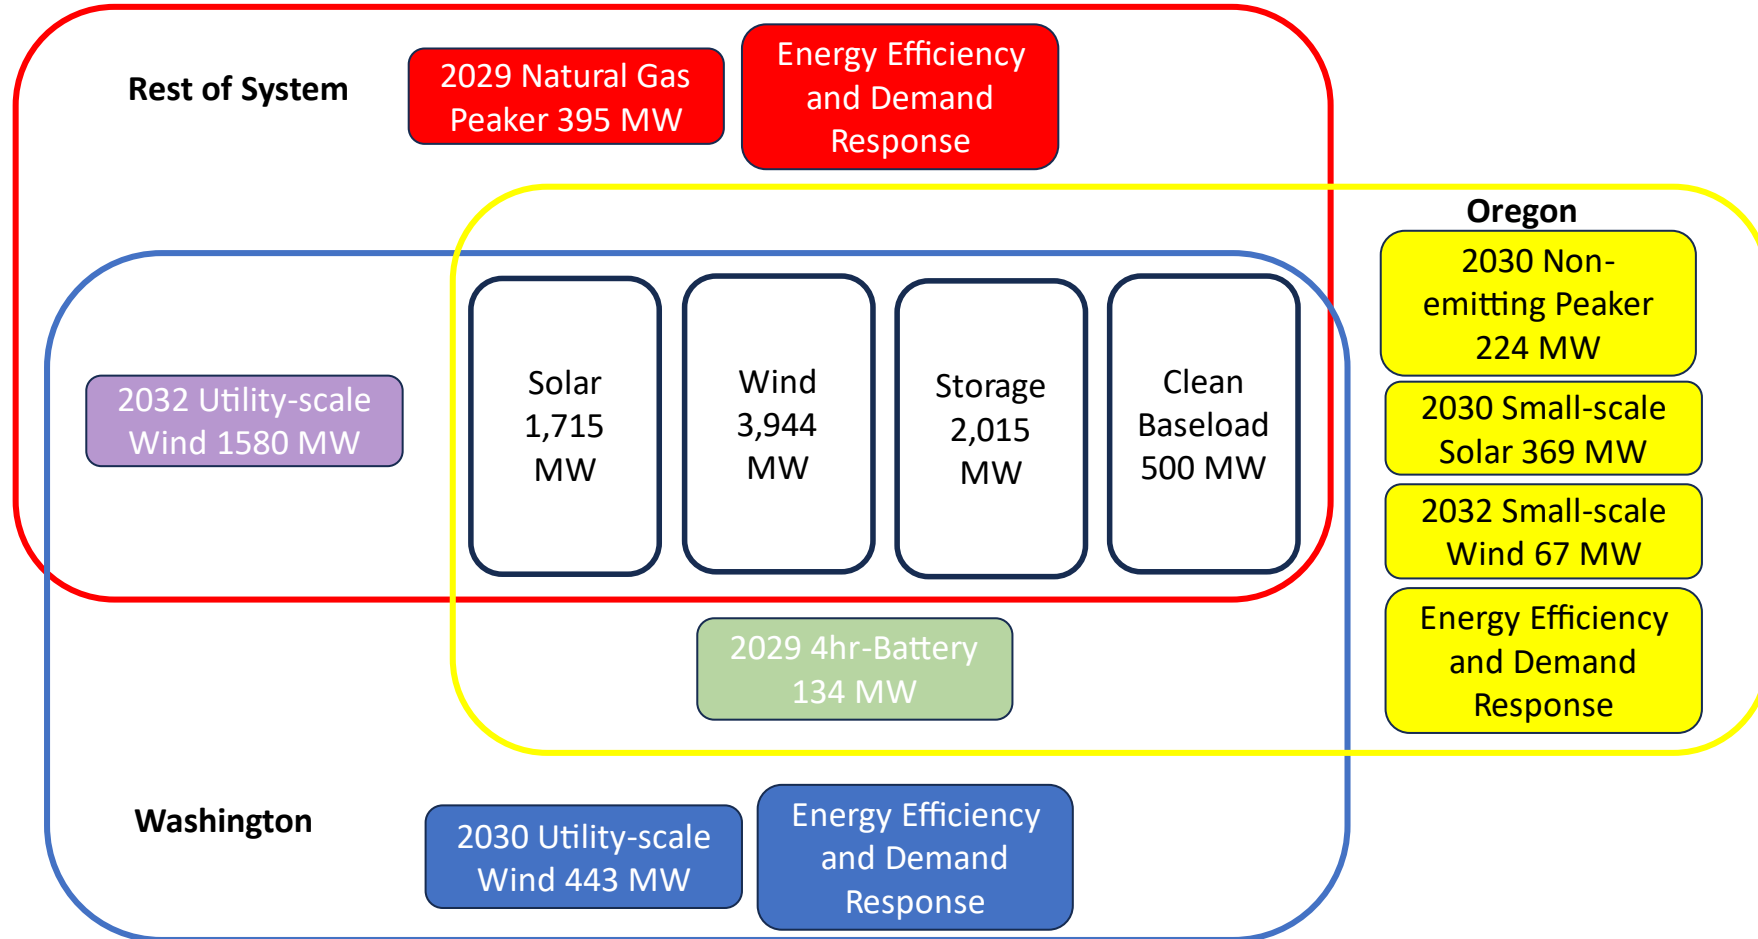 Rest of System
2029 Natural Gas
Peaker 395 MW
Energy Efficiency
and Demand
Response
Oregon
2030 Non-
emitting Peaker
224 MW
2030 Small-scale
Solar 369 MW
2032 Small-scale
Wind 67 MW
Energy Efficiency
and Demand
Response
2032 Utility-scale
Wind 1580 MW
Solar
1,715
MW
Wind
3,944
MW
Storage
2,015
MW
Clean
Baseload
500 MW
2029 4hr-Battery
134 MW
Washington
2030 Utility-scale
Wind 443 MW
Energy Efficiency
and Demand
Response